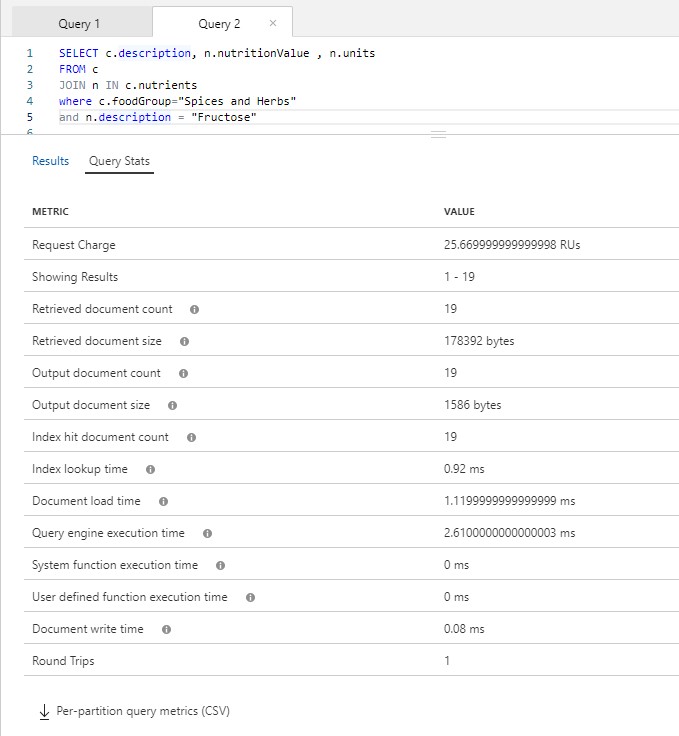 Query 1
Query 2 ×
1 SELECT c.description, n.nutritionValue , n.units
2 FROM c
3 JOIN n IN c.nutrients
4 where c.foodGroup="Spices and Herbs"
5 and n.description = "Fructose"
6
Results Query Stats
METRIC VALUE
Request Charge 25.669999999999998 RUs
Showing Results 1 - 19
Retrieved document count 19
Retrieved document size 178392 bytes
Output document count 19
Output document size 1586 bytes
Index hit document count 19
Index lookup time 0.92 ms
Document load time 1.1199999999999999 ms
Query engine execution time 2.6100000000000003 ms
System function execution time 0 ms
User defined function execution time 0 ms
Document write time 0.08 ms
Round Trips 1
Per-partition query metrics (CSV)